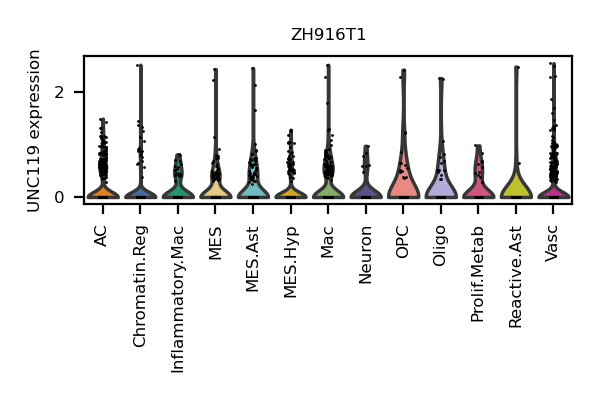 ZH916T1
UNC119 expression
2
0
AC
Chromatin.Reg
Inflammatory.Mac
MES
MES.Ast
MES.Hyp
Mac
Neuron
OPC
Oligo
Prolif.Metab
Reactive.Ast
Vasc